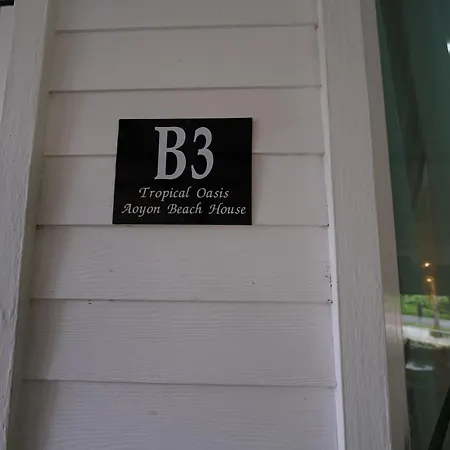 B3
Tropical Oasis
Aoyon Beach House